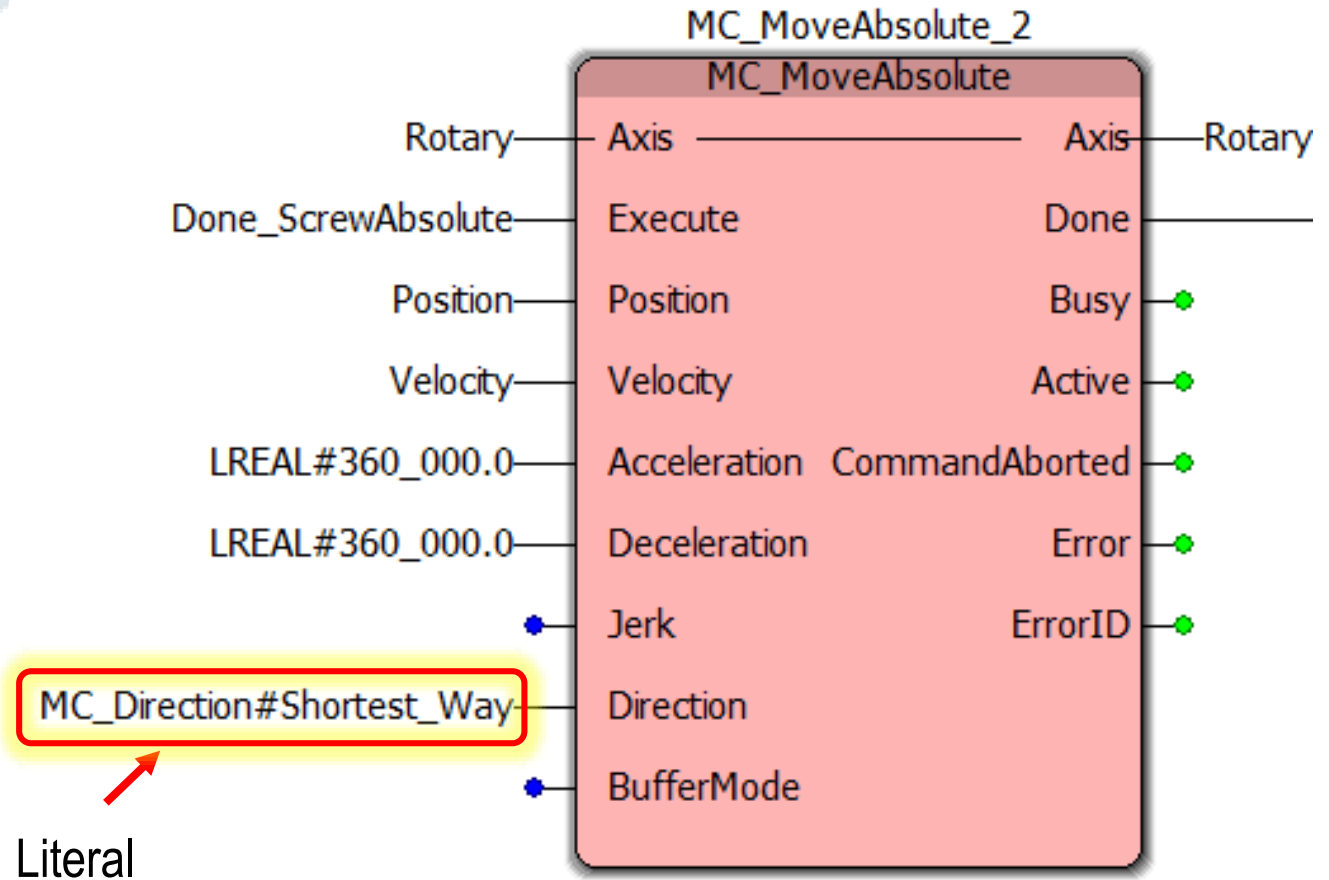 MC_MoveAbsolute_2
MC_MoveAbsolute
Rotary Axis Axis Rotary
Done_ScrewAbsolute Execute Done
Position Position Busy
Velocity Velocity Active
LREAL#360_000.0 Acceleration CommandAborted
LREAL#360_000.0 Deceleration Error
Jerk ErrorID
MC_Direction#Shortest_Way Direction
BufferMode
Literal